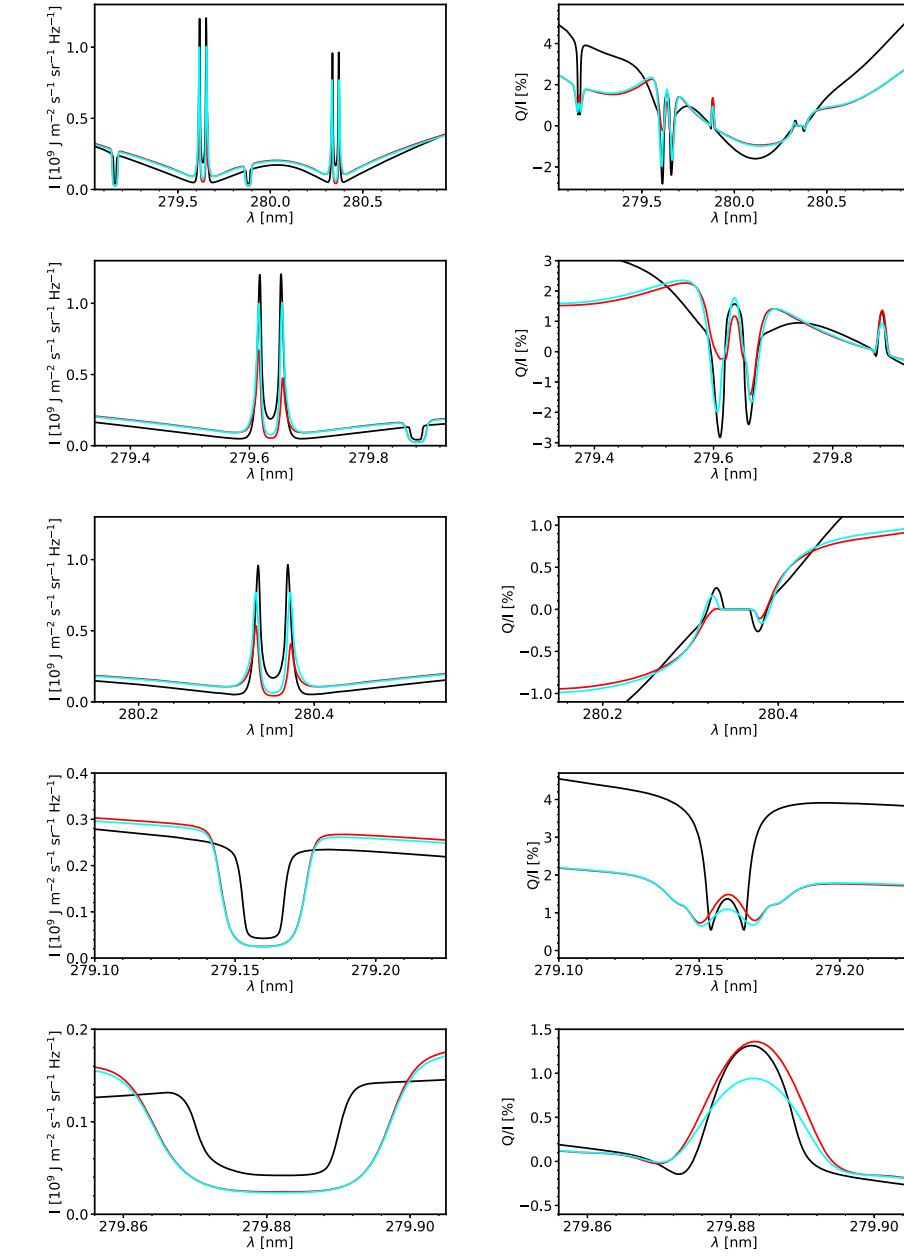 I [10⁹ J m⁻² s⁻¹ sr⁻¹ Hz⁻¹]
1.0
0.5
0.0
279.5 280.0 280.5
λ [nm]
Q/I [%]
4
2
0
−2
279.5 280.0 280.5
λ [nm]
I [10⁹ J m⁻² s⁻¹ sr⁻¹ Hz⁻¹]
1.0
0.5
0.0
279.4 279.6 279.8
λ [nm]
Q/I [%]
3
2
1
0
−1
−2
−3
279.4 279.6 279.8
λ [nm]
I [10⁹ J m⁻² s⁻¹ sr⁻¹ Hz⁻¹]
1.0
0.5
0.0
280.2 280.4
λ [nm]
Q/I [%]
1.0
0.5
0.0
−0.5
−1.0
280.2 280.4
λ [nm]
I [10⁹ J m⁻² s⁻¹ sr⁻¹ Hz⁻¹]
0.4
0.3
0.2
0.1
0.0
279.10 279.15 279.20
λ [nm]
Q/I [%]
4
3
2
1
0
279.10 279.15 279.20
λ [nm]
I [10⁹ J m⁻² s⁻¹ sr⁻¹ Hz⁻¹]
0.2
0.1
0.0
279.86 279.88 279.90
λ [nm]
Q/I [%]
1.5
1.0
0.5
0.0
−0.5
279.86 279.88 279.90
λ [nm]